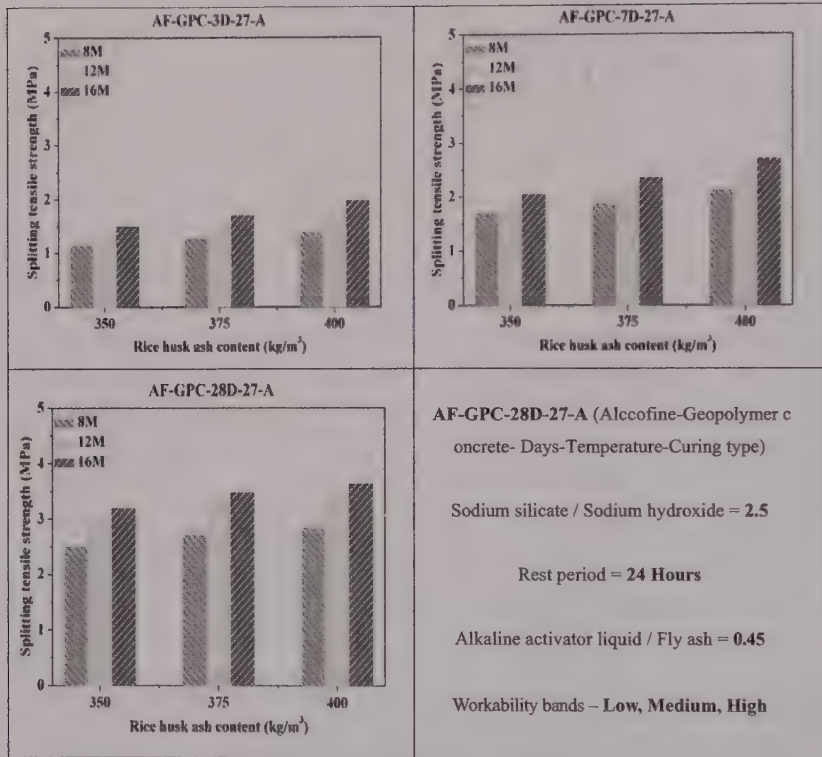 AF-GPC-3D-27-A
5
4
3
2
1
0
Splitting tensile strength (MPa)
8M
12M
16M
350
375
400
Rice husk ash content (kg/m³)
AF-GPC-7D-27-A
5
4
3
2
1
0
Splitting tensile strength (MPa)
8M
12M
16M
350
375
400
Rice husk ash content (kg/m³)
AF-GPC-28D-27-A
5
4
3
2
1
0
Splitting tensile strength (MPa)
8M
12M
16M
350
375
400
Rice husk ash content (kg/m³)
AF-GPC-28D-27-A (Alccofine-Geopolymer c
oncrete- Days-Temperature-Curing type)
Sodium silicate / Sodium hydroxide = 2.5
Rest period = 24 Hours
Alkaline activator liquid / Fly ash = 0.45
Workability bands – Low, Medium, High